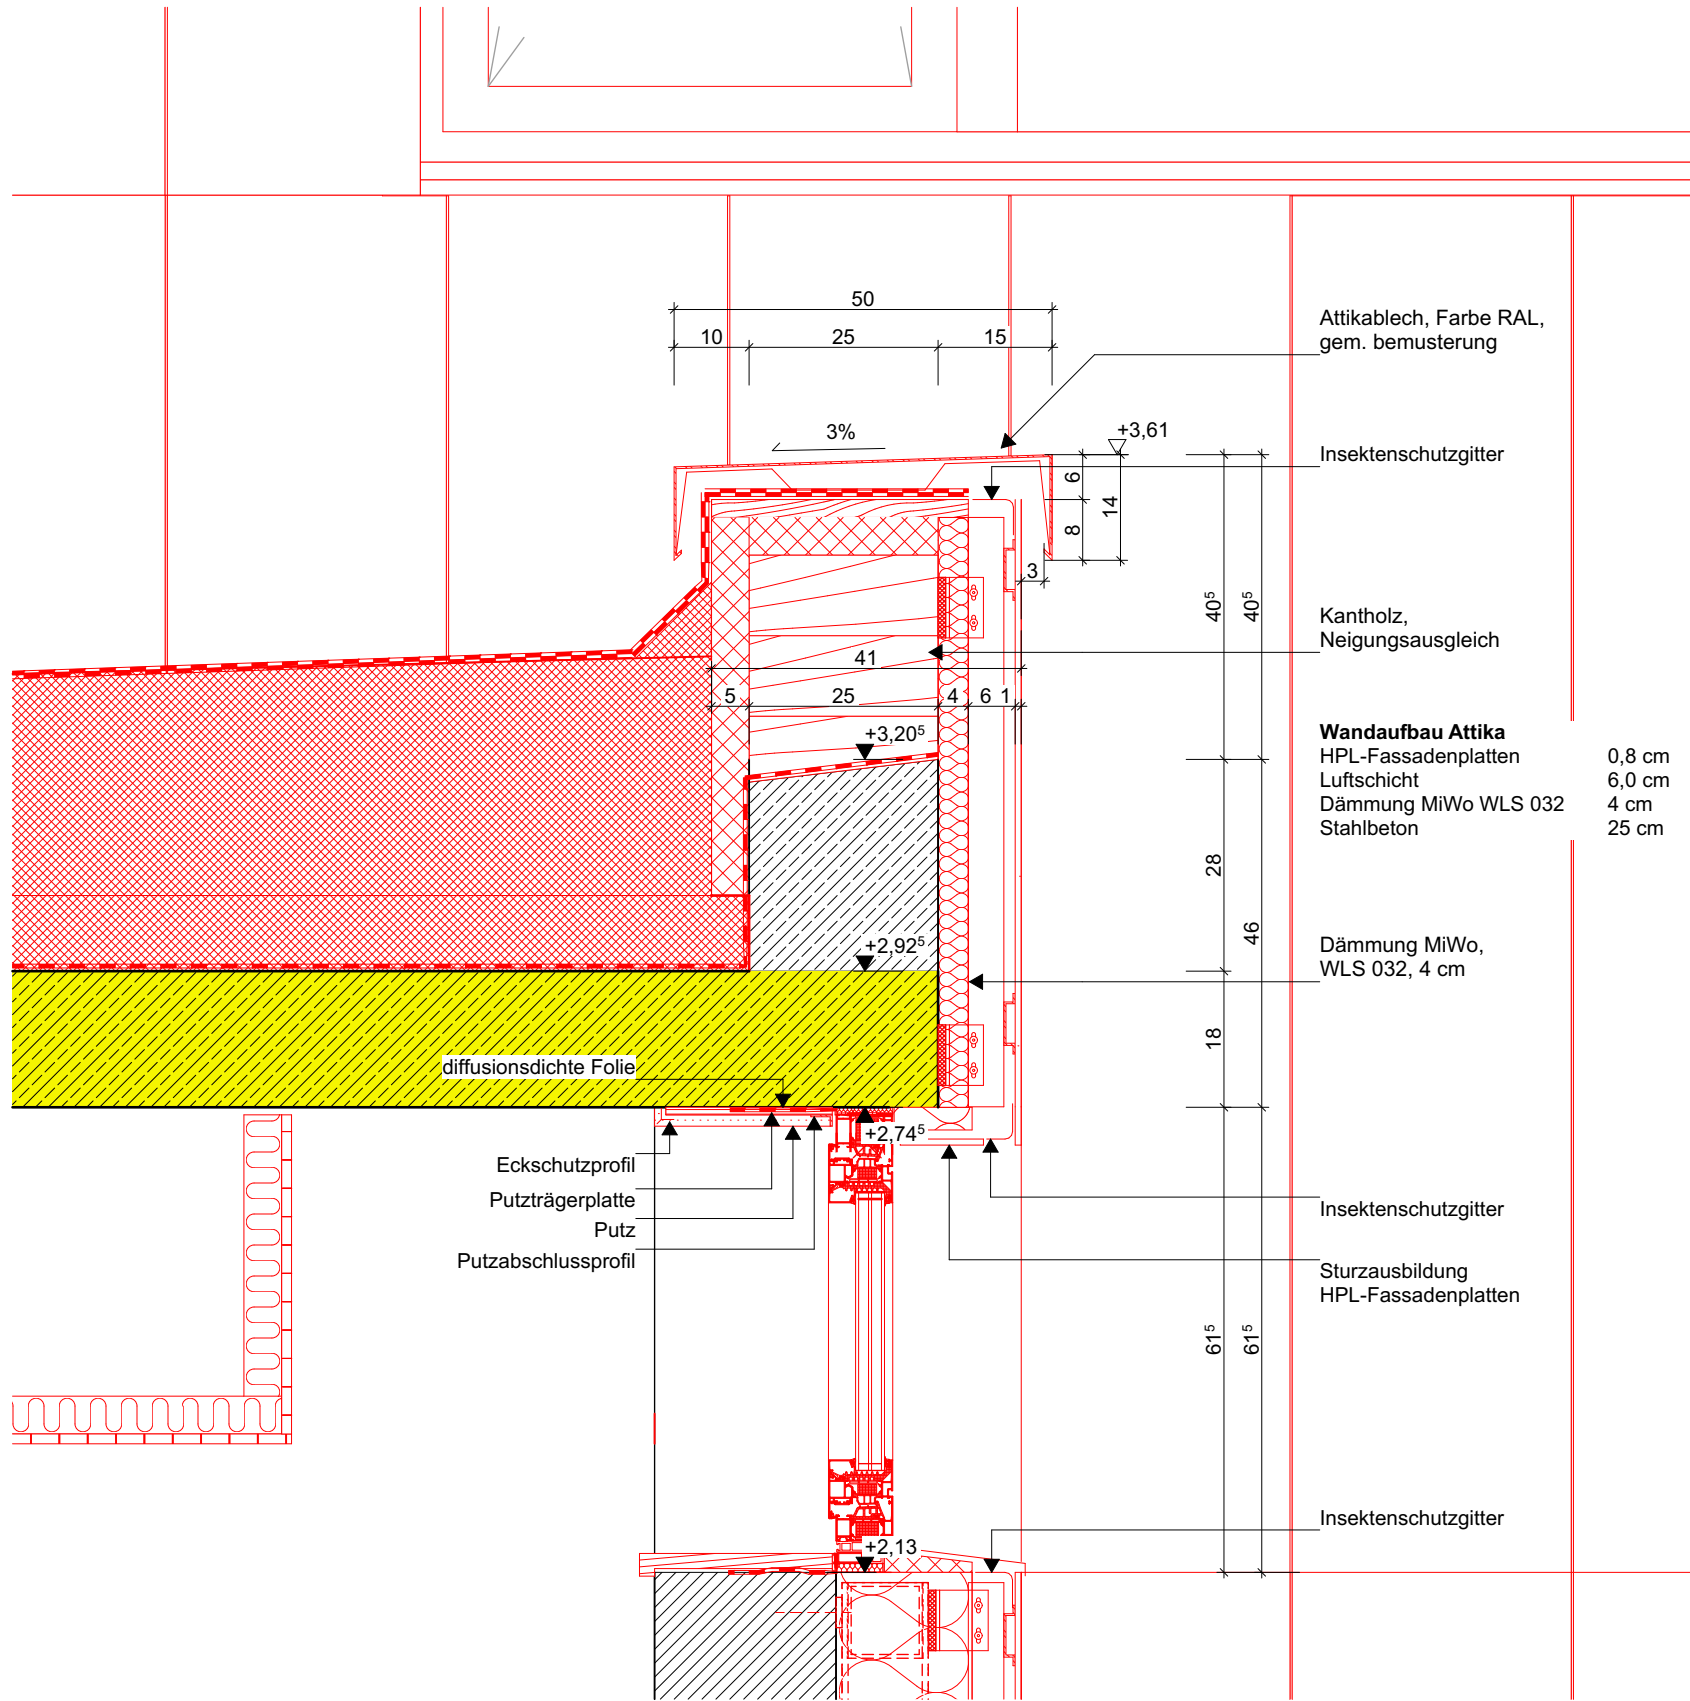 50
10
25
15
Attikablech, Farbe RAL,
gem. bemusterung
3%
+3,61
Insektenschutzgitter
6
14
8
3
40⁵
40⁵
Kantholz,
Neigungsausgleich
41
5
25
4
6
1
+3,20⁵
Wandaufbau Attika
HPL-Fassadenplatten 0,8 cm
Luftschicht 6,0 cm
Dämmung MiWo WLS 032 4 cm
Stahlbeton 25 cm
28
46
+2,92⁵
Dämmung MiWo,
WLS 032, 4 cm
18
diffusionsdichte Folie
+2,74⁵
Eckschutzprofil
Putzträgerplatte
Putz
Putzabschlussprofil
Insektenschutzgitter
Sturzausbildung
HPL-Fassadenplatten
61⁵
61⁵
Insektenschutzgitter
+2,13